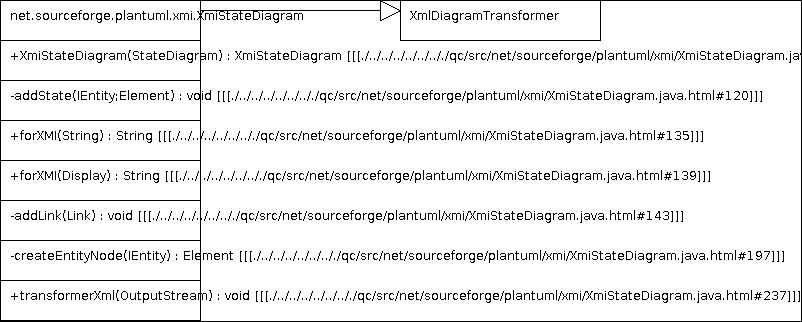 net.sourceforge.plantuml.xmi.XmiStateDiagram
XmlDiagramTransformer
+XmiStateDiagram(StateDiagram) : XmiStateDiagram [[[./../../../../../../qc/src/net/sourceforge/plantuml/xmi/XmiStateDiagram.jav
-addState(IEntity;Element) : void [[[./../../../../../../qc/src/net/sourceforge/plantuml/xmi/XmiStateDiagram.java.html#120]]]
+forXMI(String) : String [[[./../../../../../../qc/src/net/sourceforge/plantuml/xmi/XmiStateDiagram.java.html#135]]]
+forXMI(Display) : String [[[./../../../../../../qc/src/net/sourceforge/plantuml/xmi/XmiStateDiagram.java.html#139]]]
-addLink(Link) : void [[[./../../../../../../qc/src/net/sourceforge/plantuml/xmi/XmiStateDiagram.java.html#143]]]
-createEntityNode(IEntity) : Element [[[./../../../../../../qc/src/net/sourceforge/plantuml/xmi/XmiStateDiagram.java.html#197]]]
+transformerXml(OutputStream) : void [[[./../../../../../../qc/src/net/sourceforge/plantuml/xmi/XmiStateDiagram.java.html#237]]]